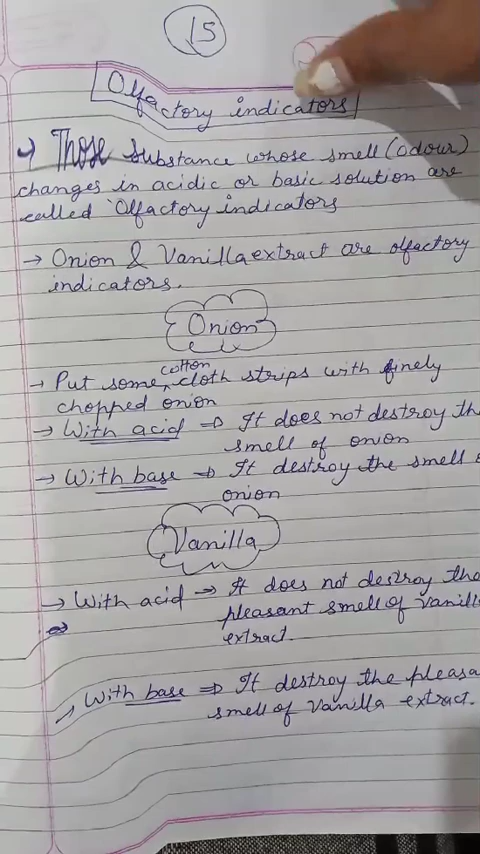 15
Olfactory indicators
→ Those substance whose smell (odour)
changes in acidic or basic solution are
called Olfactory indicators
→ Onion & Vanilla extract are olfactory
indicators.
Onion
cotton
→ Put some cloth strips with finely
chopped onion
→ With acid ⇒ It does not destroy the
smell of onion
→ With base ⇒ It destroy the smell
onion
Vanilla
→ With acid → It does not destroy the
pleasant smell of vanill
extract.
→ With base ⇒ It destroy the pleasa
smell of vanilla extract.